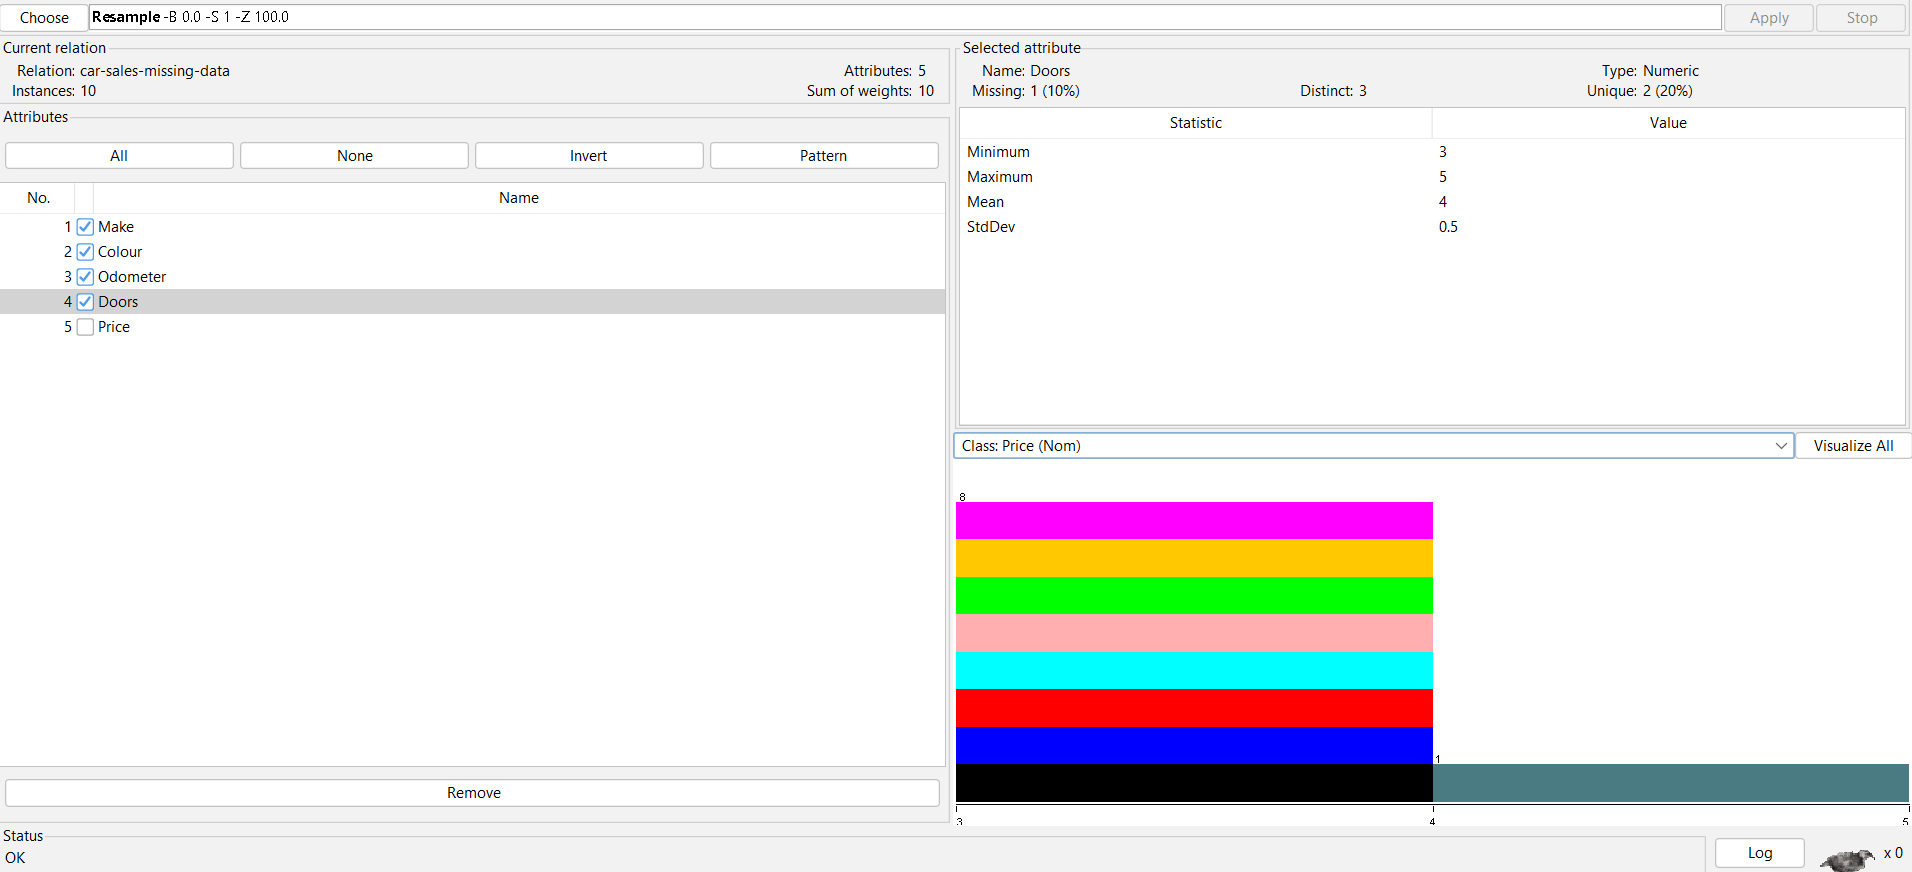 Choose Resample -B 0.0 -S 1 -Z 100.0 Apply Stop
Current relation
Relation: car-sales-missing-data Attributes: 5
Instances: 10 Sum of weights: 10
Attributes
All None Invert Pattern
No. Name
1 Make
2 Colour
3 Odometer
4 Doors
5 Price
Remove
Selected attribute
Name: Doors Type: Numeric
Missing: 1 (10%) Distinct: 3 Unique: 2 (20%)
Statistic Value
Minimum 3
Maximum 5
Mean 4
StdDev 0.5
Class: Price (Nom) Visualize All
8
1
3 4 5
Status
OK Log x 0